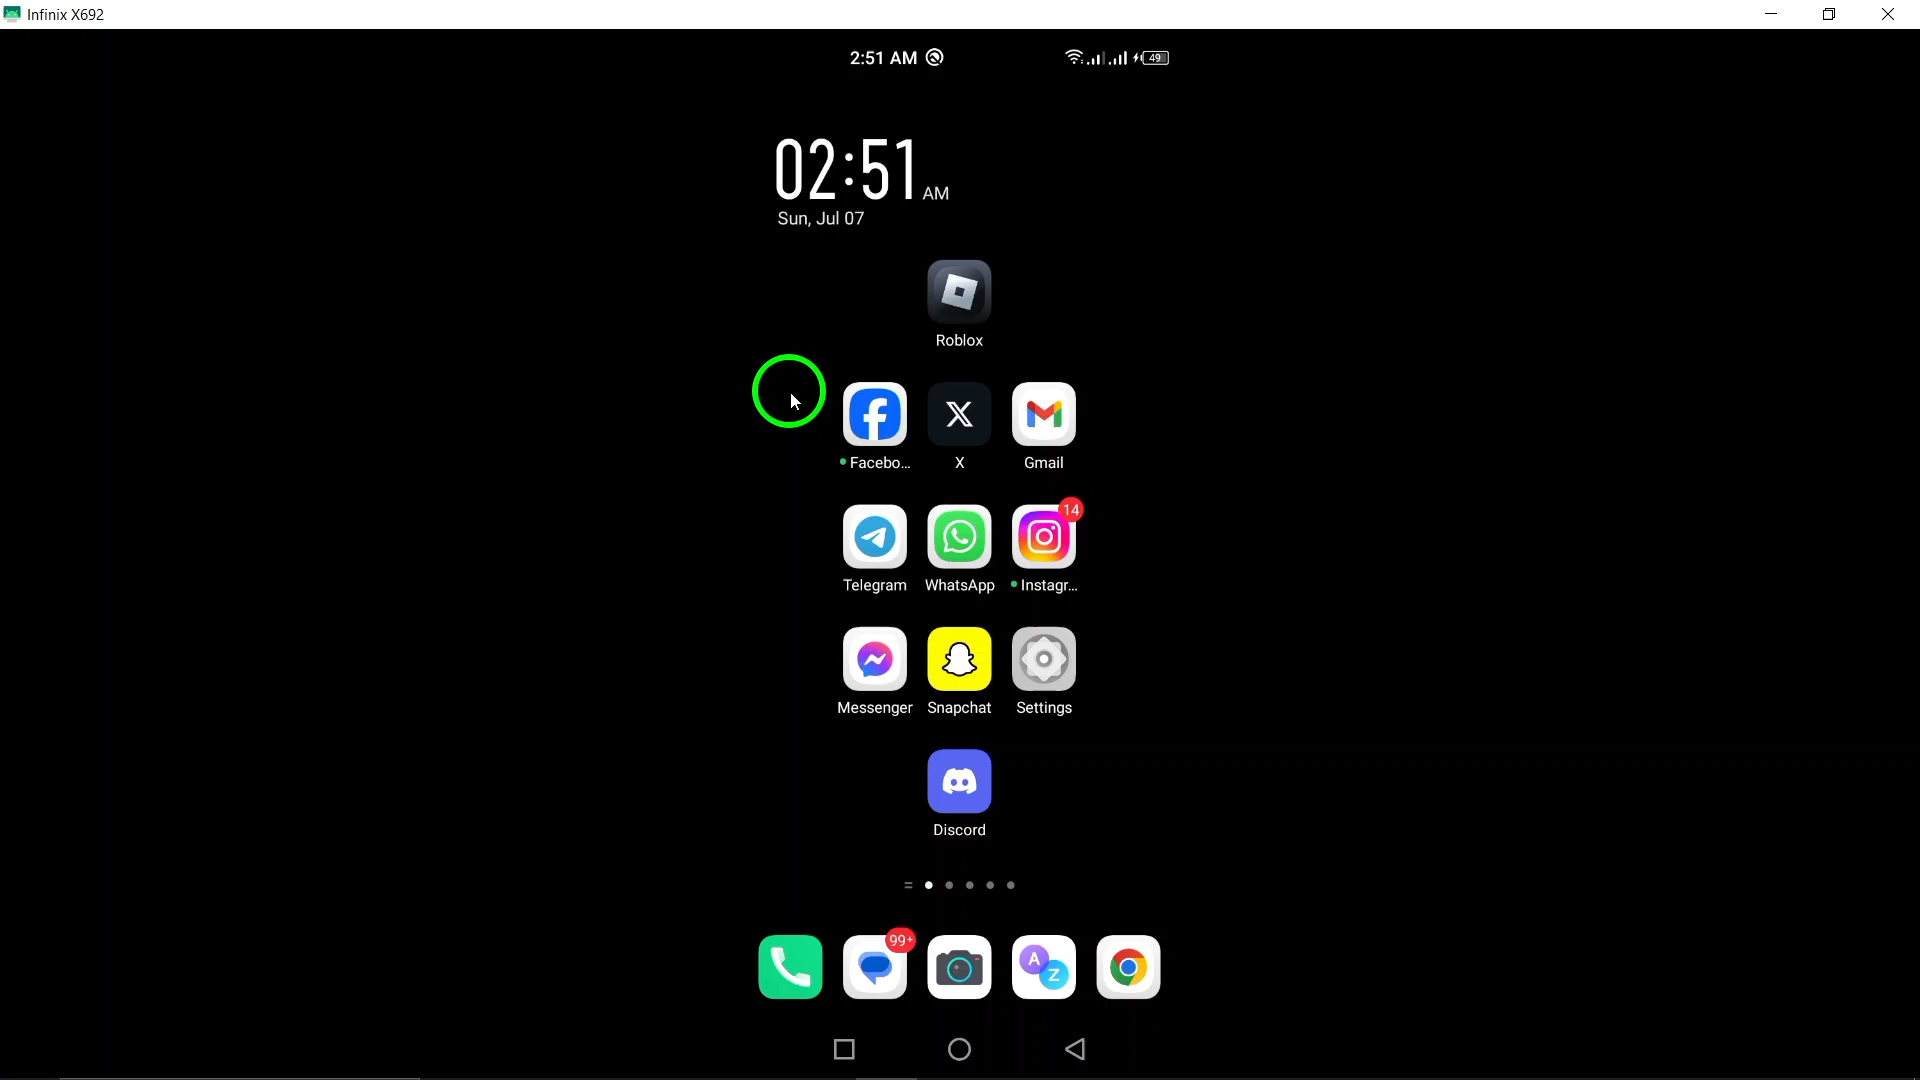 Infinix X692
2:51 AM
49
02:51 AM
Sun, Jul 07
Roblox
Facebo...
X
Gmail
14
Telegram
WhatsApp
Instagr...
Messenger
Snapchat
Settings
Discord
99+
A
Z